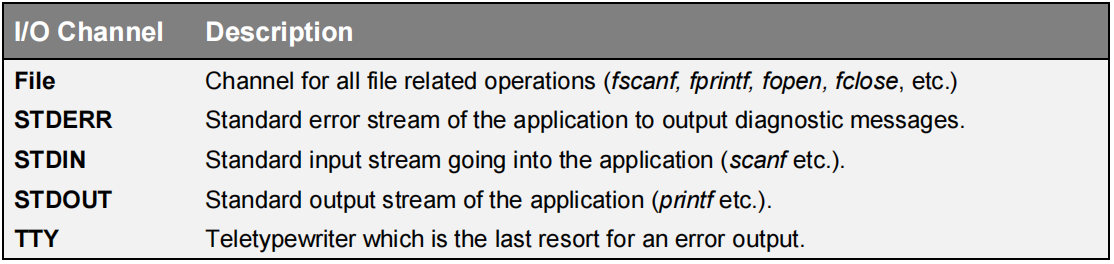 I/O Channel Description
File Channel for all file related operations (fscanf, fprintf, fopen, fclose, etc.)
STDERR Standard error stream of the application to output diagnostic messages.
STDIN Standard input stream going into the application (scanf etc.).
STDOUT Standard output stream of the application (printf etc.).
TTY Teletypewriter which is the last resort for an error output.